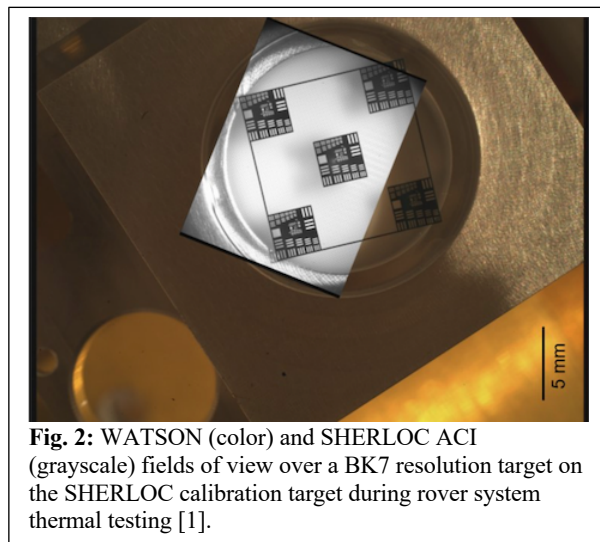 5 mm
Fig. 2: WATSON (color) and SHERLOC ACI
(grayscale) fields of view over a BK7 resolution target on
the SHERLOC calibration target during rover system
thermal testing [1].